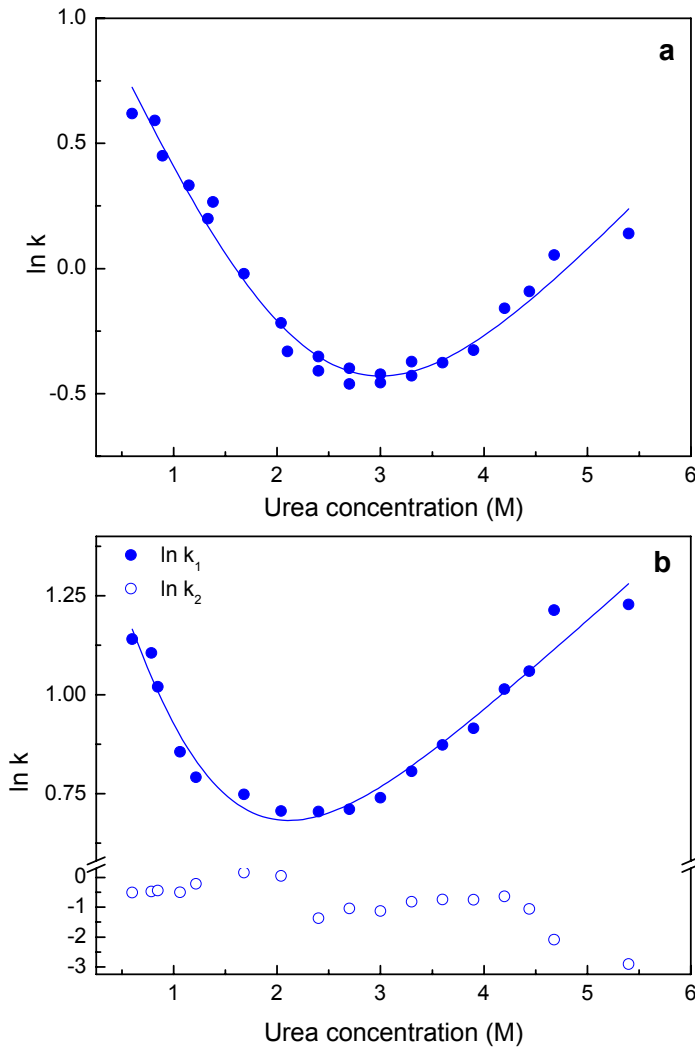 a
1.0
0.5
0.0
-0.5
ln k
1 2 3 4 5 6
Urea concentration (M)
b
ln k₁
ln k₂
1.25
1.00
0.75
0
-1
-2
-3
ln k
1 2 3 4 5 6
Urea concentration (M)